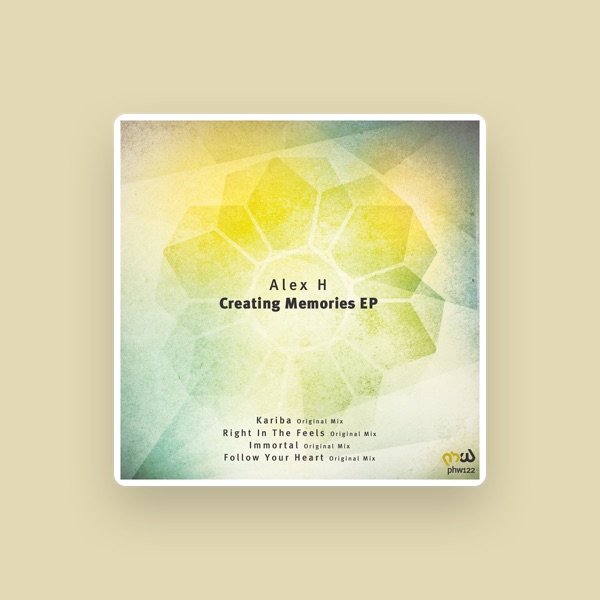 Alex H
Creating Memories EP
Kariba Original Mix
Right In The Feels Original Mix
Immortal Original Mix
Follow Your Heart Original Mix
phw122